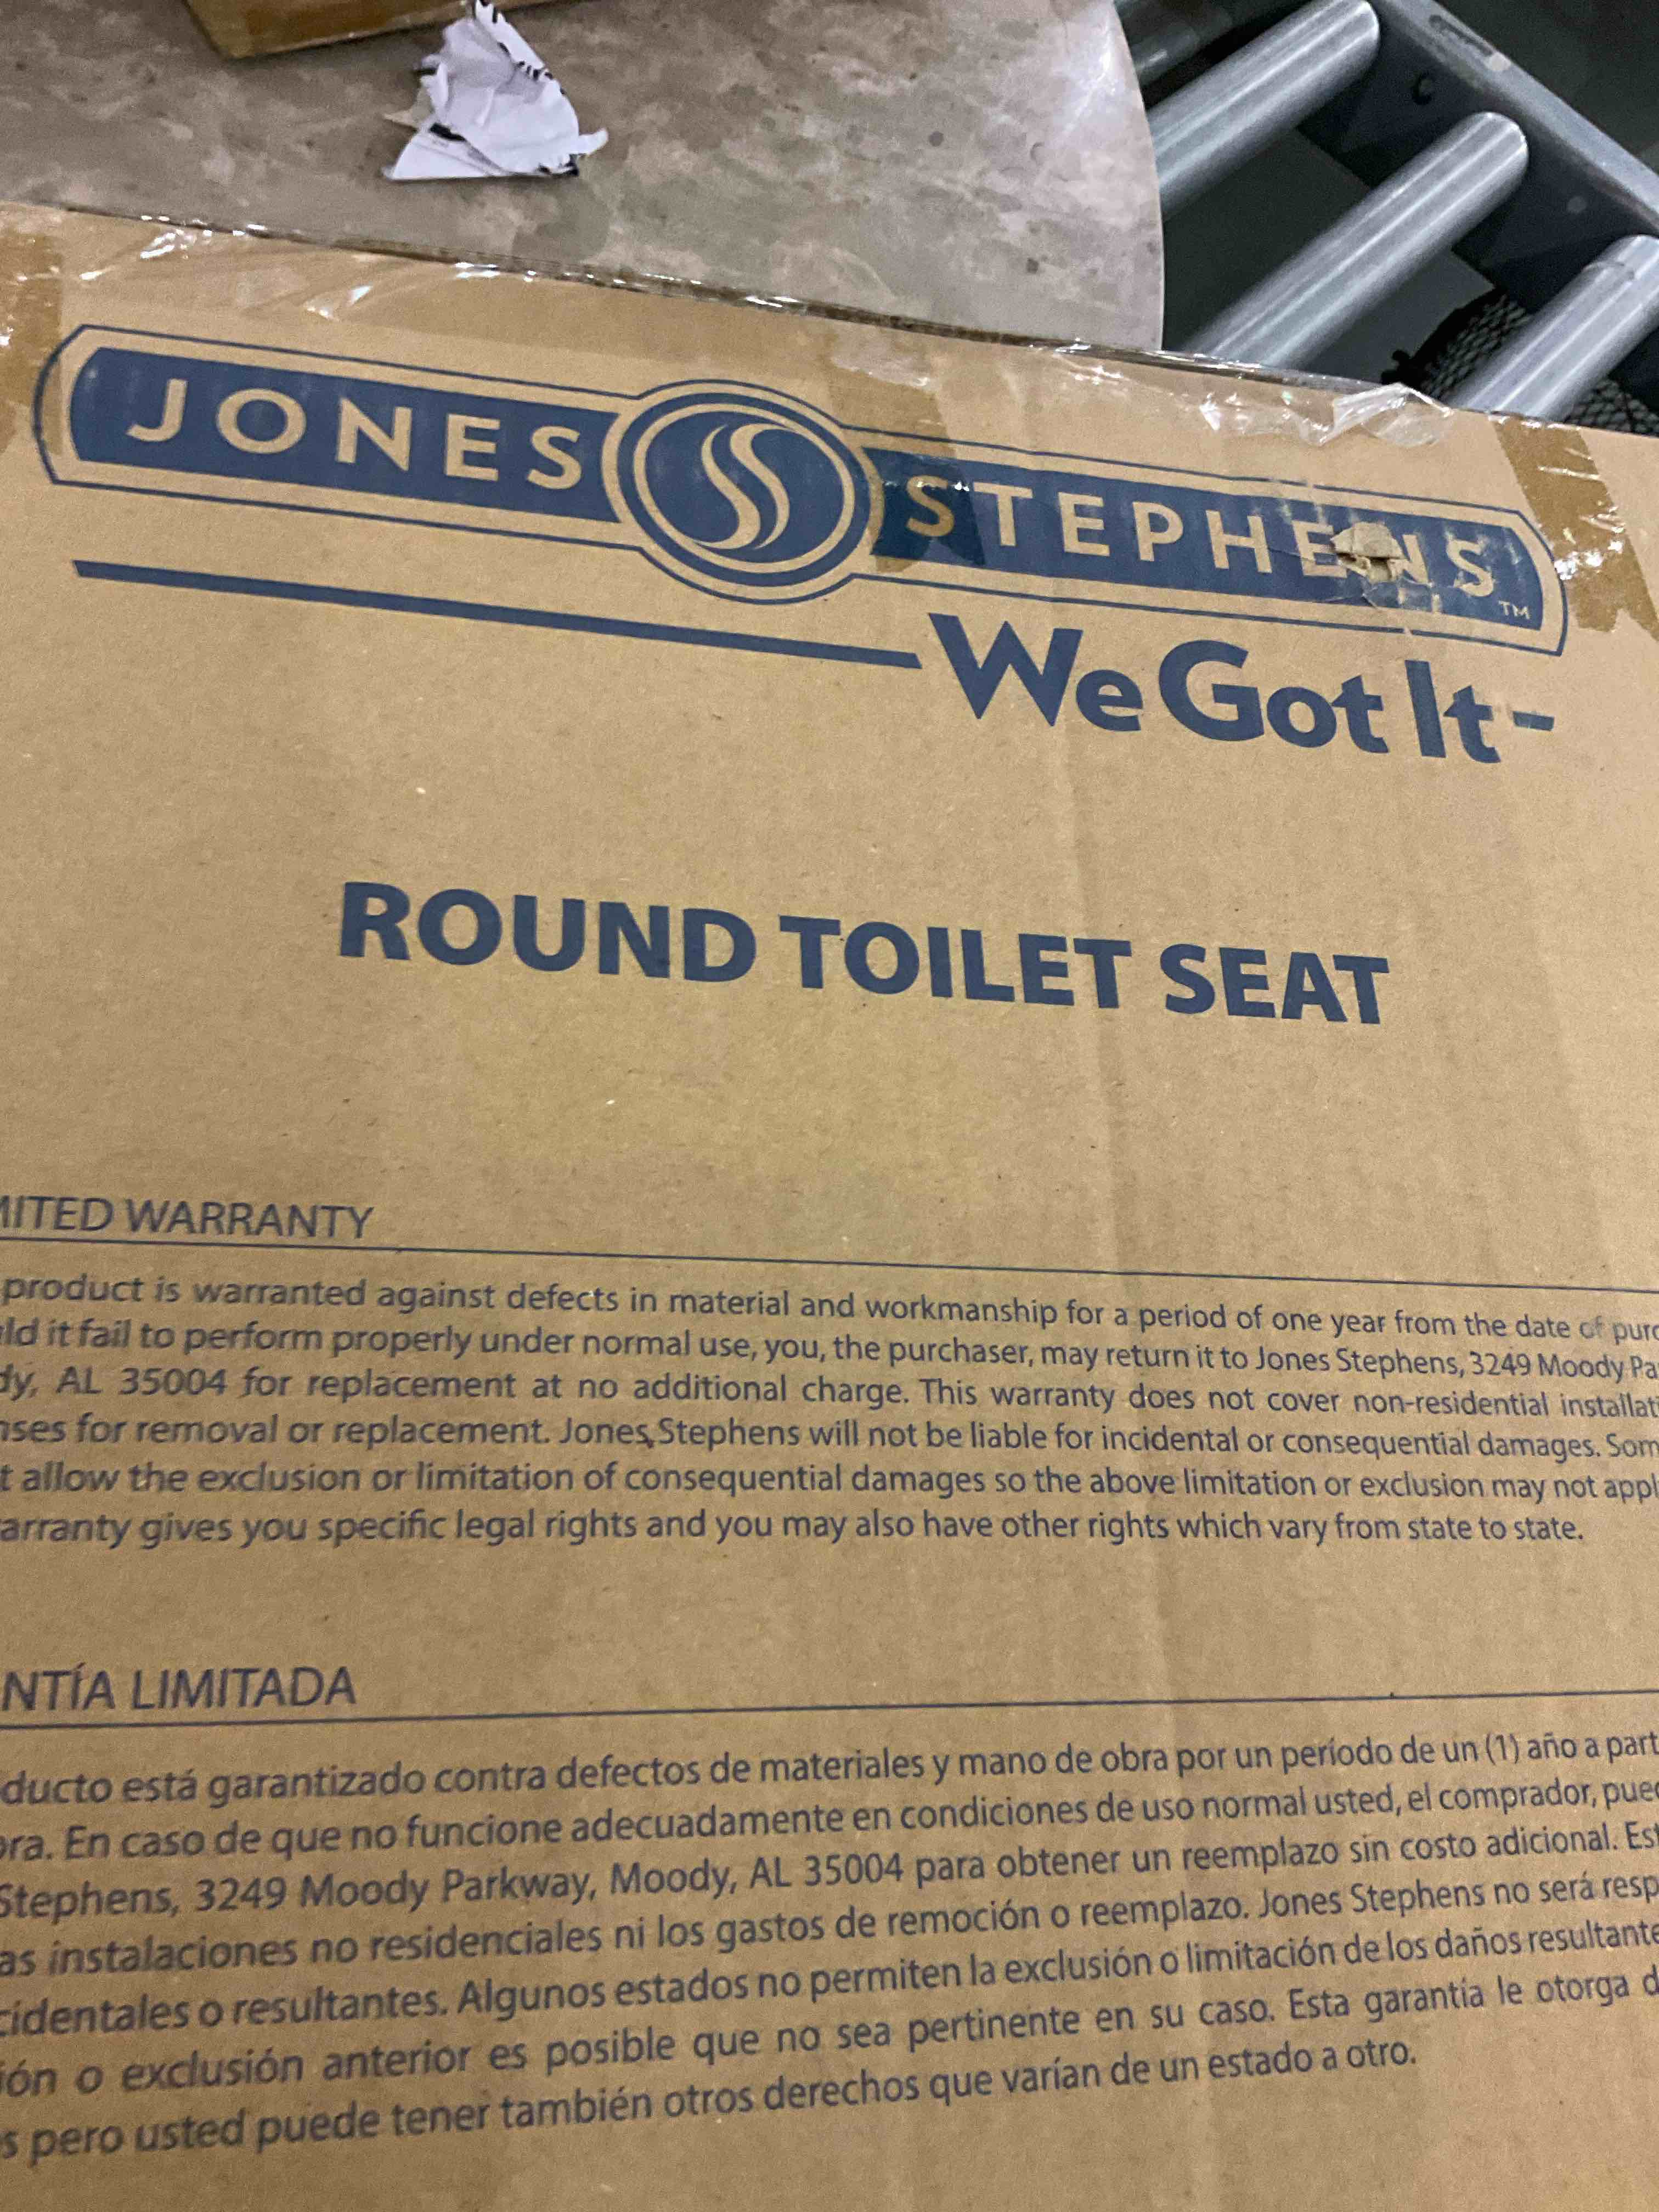 JONES STEPHENS TM
We Got It -
ROUND TOILET SEAT
MITED WARRANTY
product is warranted against defects in material and workmanship for a period of one year from the date of purc
ld it fail to perform properly under normal use, you, the purchaser, may return it to Jones Stephens, 3249 Moody Pa
dy, AL 35004 for replacement at no additional charge. This warranty does not cover non-residential installati
nses for removal or replacement. Jones Stephens will not be liable for incidental or consequential damages. Som
t allow the exclusion or limitation of consequential damages so the above limitation or exclusion may not appl
arranty gives you specific legal rights and you may also have other rights which vary from state to state.
NTÍA LIMITADA
ducto está garantizado contra defectos de materiales y mano de obra por un período de un (1) año a part
ora. En caso de que no funcione adecuadamente en condiciones de uso normal usted, el comprador, pued
Stephens, 3249 Moody Parkway, Moody, AL 35004 para obtener un reemplazo sin costo adicional. Est
as instalaciones no residenciales ni los gastos de remoción o reemplazo. Jones Stephens no será resp
cidentales o resultantes. Algunos estados no permiten la exclusión o limitación de los daños resultante
ión o exclusión anterior es posible que no sea pertinente en su caso. Esta garantía le otorga d
s pero usted puede tener también otros derechos que varían de un estado a otro.